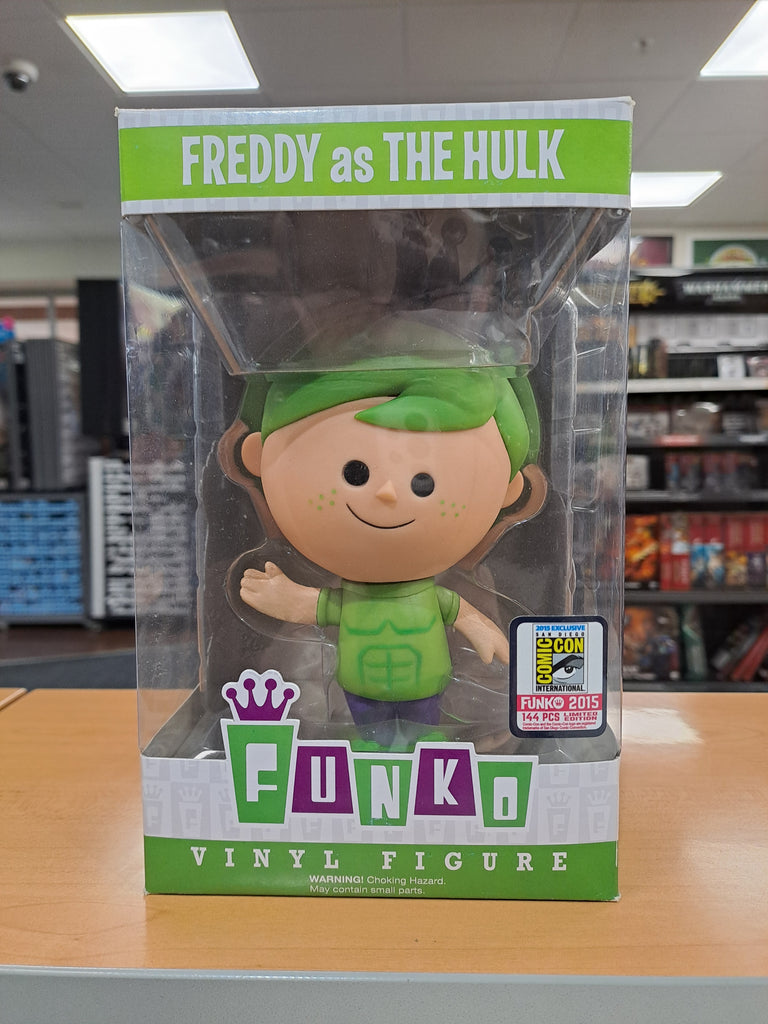 FREDDY as THE HULK
WARHAMMER
2015 EXCLUSIVE
SAN DIEGO
COMIC CON
INTERNATIONAL
FUNKO 2015
144 PCS LIMITED EDITION
FUNKO
VINYL FIGURE
WARNING! Choking Hazard.
May contain small parts.